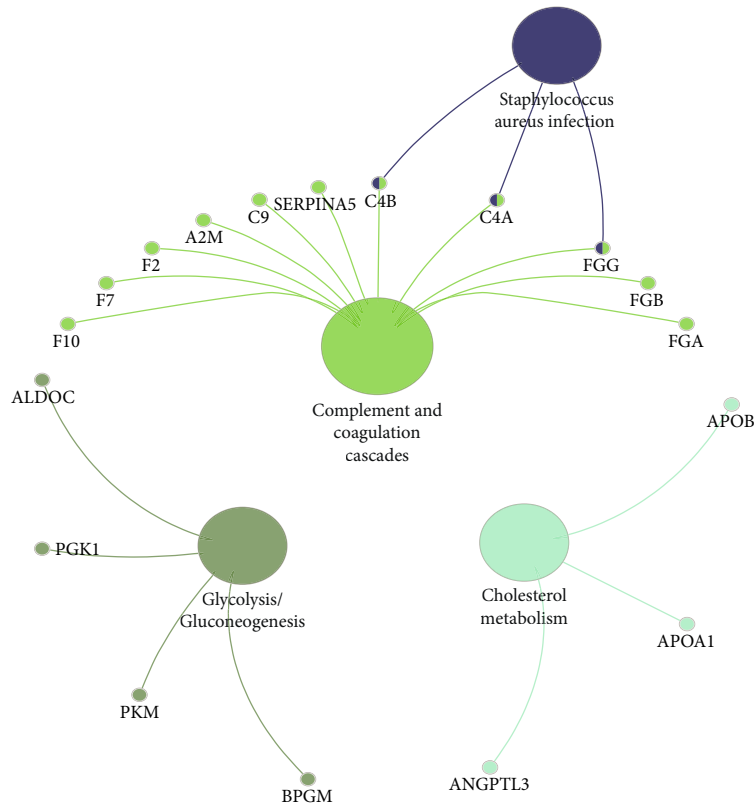 Staphylococcus
aureus infection
SERPINA5
C4B
C9
C4A
A2M
F2
FGG
F7
FGB
F10
FGA
ALDOC
Complement and
coagulation
cascades
APOB
PGK1
Glycolysis/
Gluconeogenesis
Cholesterol
metabolism
APOA1
PKM
ANGPTL3
BPGM